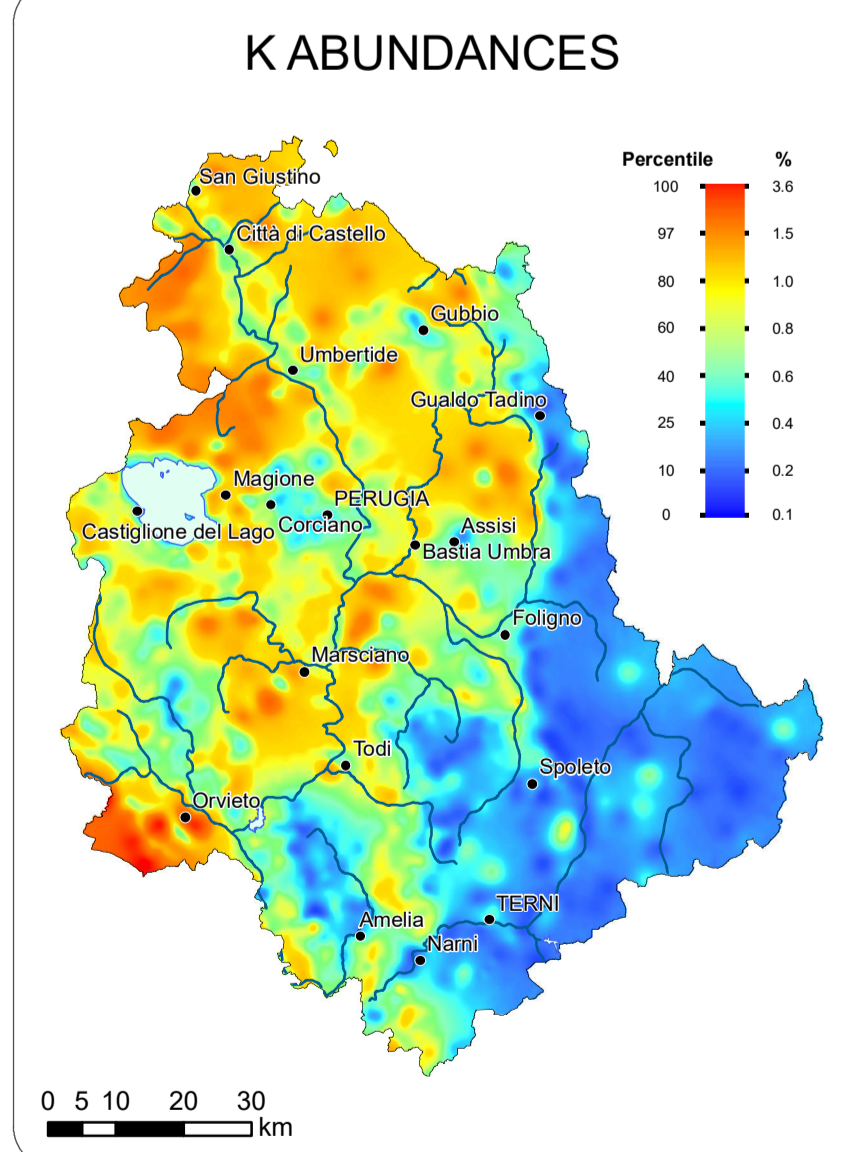 K ABUNDANCES
Percentile %
100 3.6
97 1.5
80 1.0
60 0.8
40 0.6
25 0.4
10 0.2
0 0.1
San Giustino
Città di Castello
Gubbio
Umbertide
Gualdo Tadino
Magione
PERUGIA
Corciano
Castiglione del Lago
Assisi
Bastia Umbra
Foligno
Marsciano
Todi
Spoleto
Orvieto
TERNI
Amelia
Narni
0 5 10 20 30
km